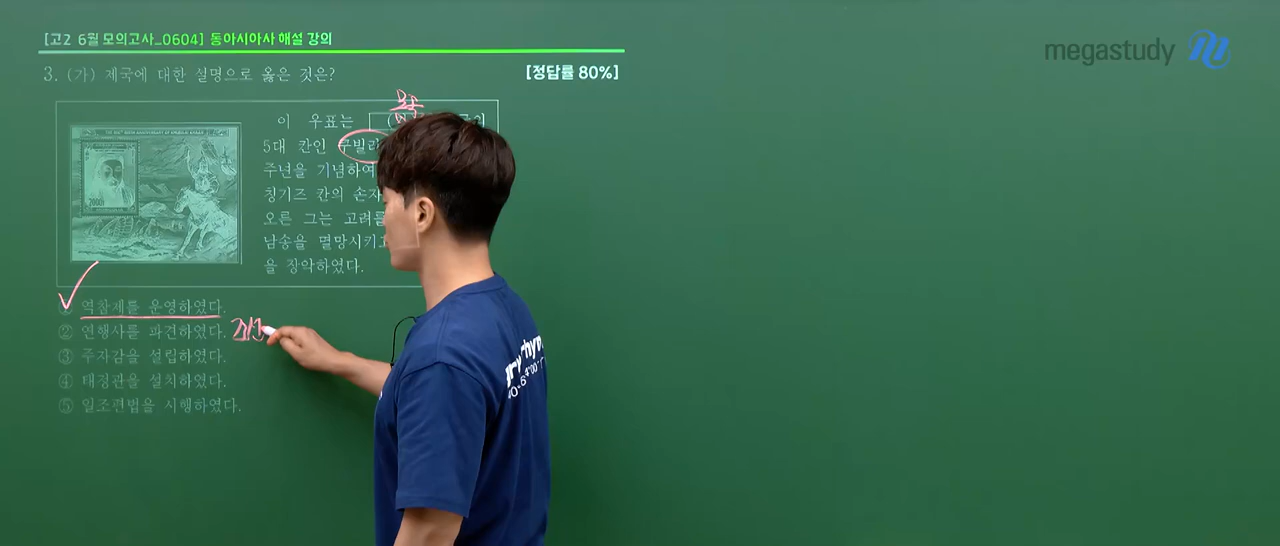 [고2 6월 모의고사_0604] 동아시아사 해설 강의
megastudy
3. (가) 제국에 대한 설명으로 옳은 것은?
[정답률 80%]
몽골
이 우표는
5대 칸인 쿠빌라
주년을 기념하여
칭기즈 칸의 손자
오른 그는 고려를
남송을 멸망시키고
을 장악하였다.
20000
① 역참제를 운영하였다.
② 연행사를 파견하였다. 조선
③ 주자감을 설립하였다.
④ 태정관을 설치하였다.
⑤ 일조편법을 시행하였다.